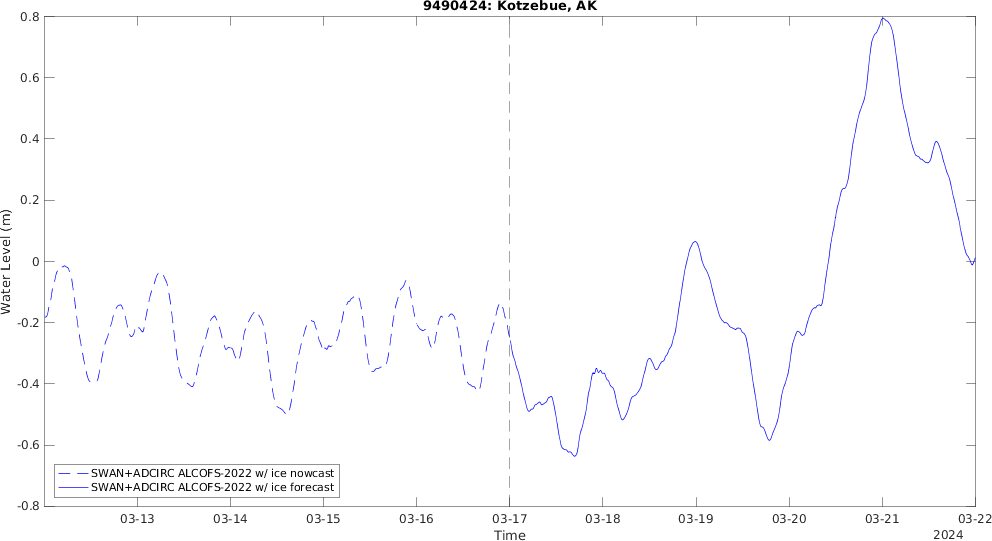 9490424: Kotzebue, AK
0.8
0.6
0.4
0.2
0
-0.2
-0.4
-0.6
-0.8
Water Level (m)
SWAN+ADCIRC ALCOFS-2022 w/ ice nowcast
SWAN+ADCIRC ALCOFS-2022 w/ ice forecast
03-13 03-14 03-15 03-16 03-17 03-18 03-19 03-20 03-21 03-22
Time
2024